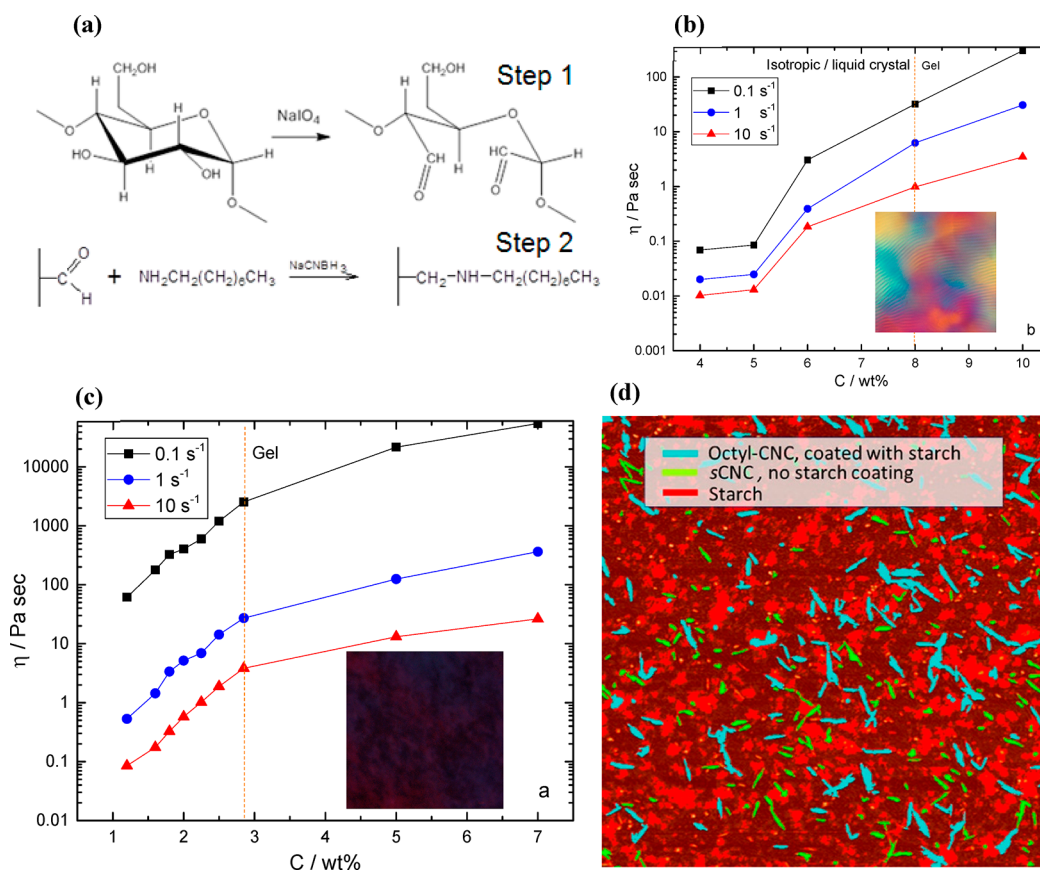 (a)
CH₂OH
H
O
O
HO
H
H
H
OH
H
O
NaIO₄
CH₂OH
Step 1
H
O
O
CH
H
HC
H
O
O
O
Step 2
O
H
+
NH₂CH₂(CH₂)₆CH₃
NaCNBH₃
CH₂-NH-CH₂(CH₂)₆CH₃
(b)
Isotropic / liquid crystal
Gel
0.1 s⁻¹
1 s⁻¹
10 s⁻¹
η / Pa sec
100
10
1
0.1
0.01
0.001
b
4 5 6 7 8 9 10
C / wt%
(c)
Gel
0.1 s⁻¹
1 s⁻¹
10 s⁻¹
η / Pa sec
10000
1000
100
10
1
0.1
0.01
a
1 2 3 4 5 6 7
C / wt%
Octyl-CNC, coated with starch
sCNC, no starch coating
Starch
(d)